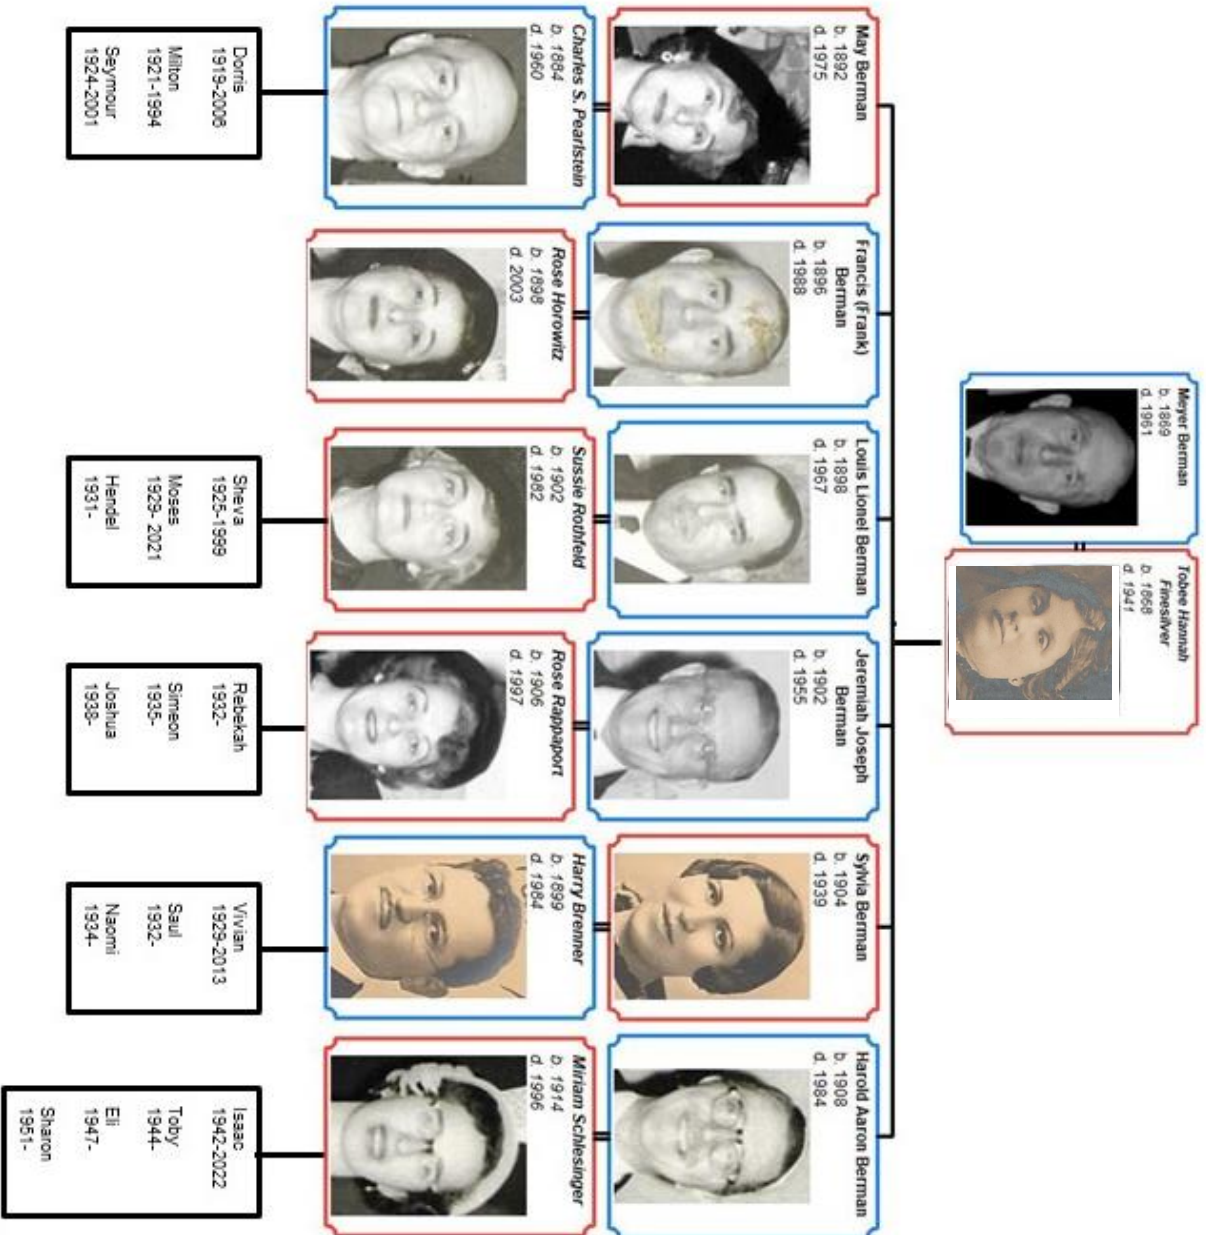 Meyer Berman
b. 1869
d. 1961
Tobee Hannah
Finesilver
b. 1868
d. 1941
May Berman
b. 1892
d. 1975
Francis (Frank)
Berman
b. 1896
d. 1988
Louis Lionel Berman
b. 1898
d. 1967
Jeremiah Joseph
Berman
b. 1902
d. 1955
Sylvia Berman
b. 1904
d. 1939
Harold Aaron Berman
b. 1908
d. 1984
Charles S. Pearlstein
b. 1884
d. 1960
Rose Horowitz
b. 1898
d. 2003
Sussie Rothfeld
b. 1902
d. 1982
Rose Rappaport
b. 1906
d. 1997
Harry Brenner
b. 1899
d. 1984
Miriam Schlesinger
b. 1914
d. 1996
Dorris
1919-2006
Milton
1921-1994
Seymour
1924-2001
Sheva
1925-1999
Moses
1929- 2021
Hendel
1931-
Rebekah
1932-
Simeon
1935-
Joshua
1938-
Vivian
1929-2013
Saul
1932-
Naomi
1934-
Isaac
1942-2022
Toby
1944-
Eli
1947-
Sharon
1951-